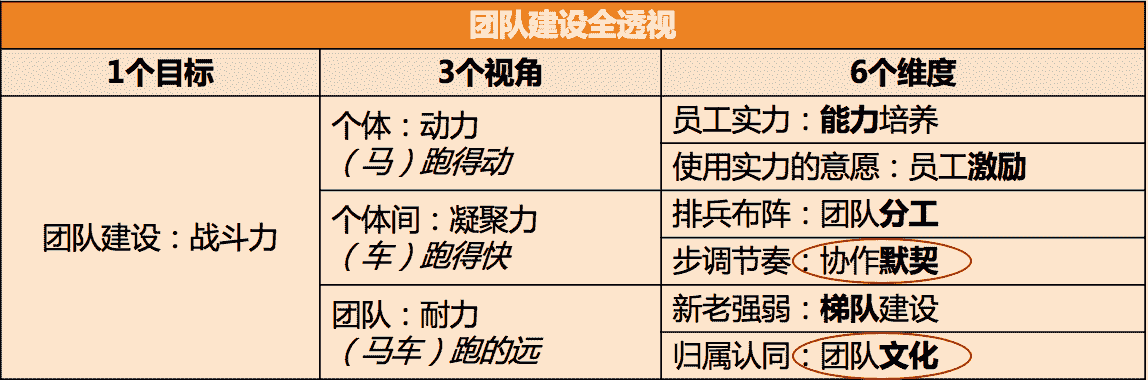 团队建设全透视
1个目标
3个视角
6个维度
团队建设：战斗力
个体：动力
（马）跑得动
员工实力：能力培养
使用实力的意愿：员工激励
个体间：凝聚力
（车）跑得快
排兵布阵：团队分工
步调节奏：协作默契
团队：耐力
（马车）跑的远
新老强弱：梯队建设
归属认同：团队文化